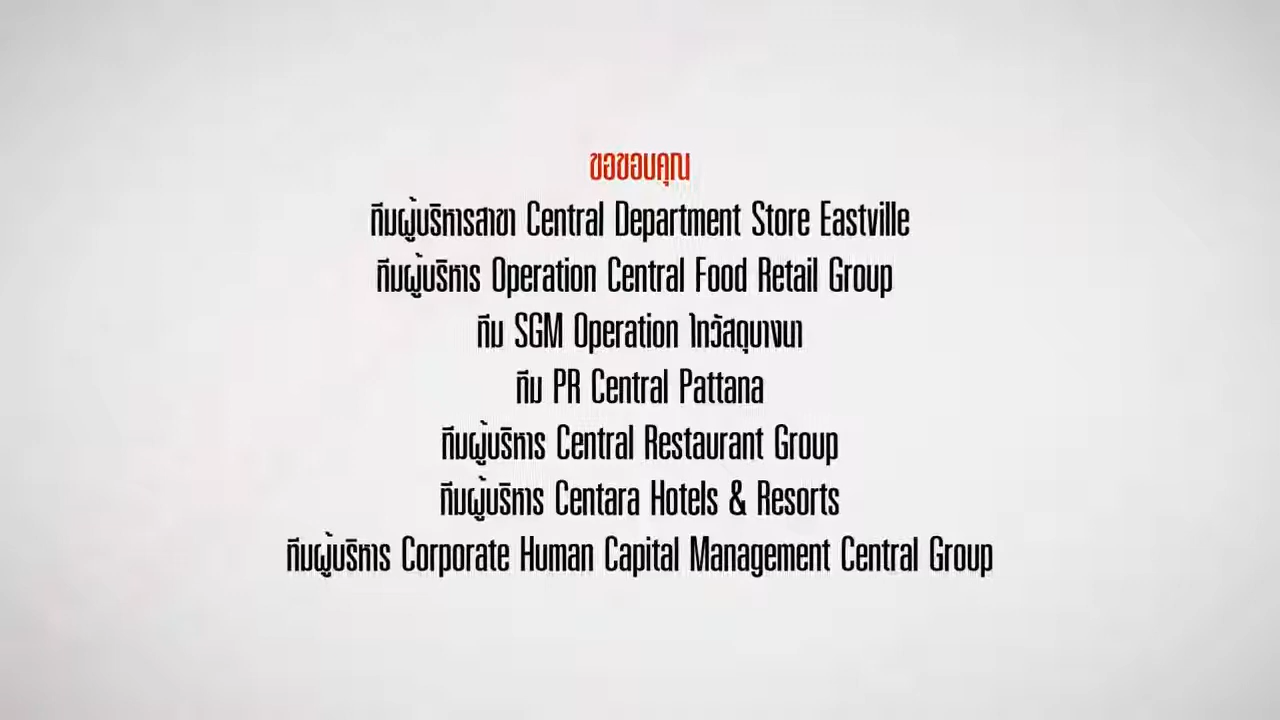 ขอขอบคุณ
ทีมผู้บริหารสาขา Central Department Store Eastville
ทีมผู้บริหาร Operation Central Food Retail Group
ทีม SGM Operation ไทวัสดุบางนา
ทีม PR Central Pattana
ทีมผู้บริหาร Central Restaurant Group
ทีมผู้บริหาร Centara Hotels & Resorts
ทีมผู้บริหาร Corporate Human Capital Management Central Group